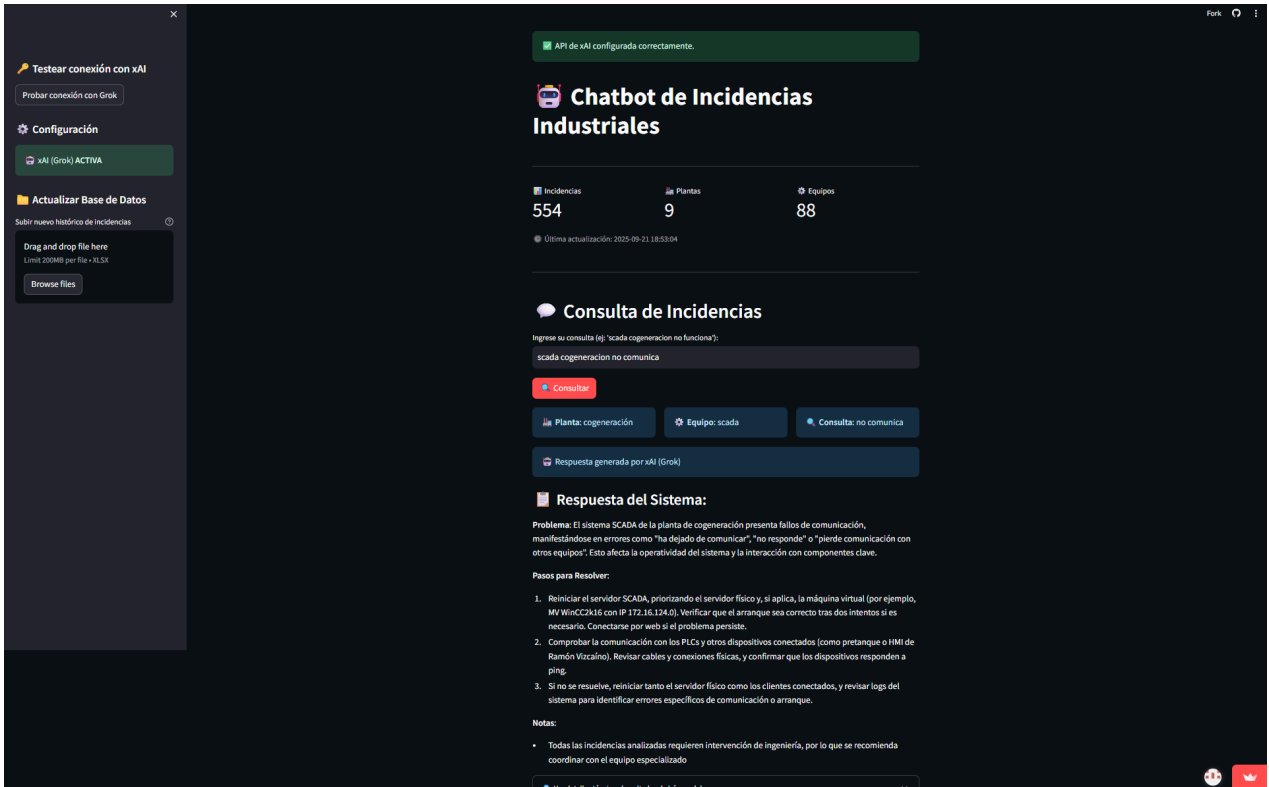 Fork
API de xAI configurada correctamente.
Testear conexión con xAI
Probar conexión con Grok
Configuración
xAI (Grok) ACTIVA
Actualizar Base de Datos
Subir nuevo histórico de incidencias
Drag and drop file here
Limit 200MB per file • XLSX
Browse files
Chatbot de Incidencias
Industriales
Incidencias
Plantas
Equipos
554
9
88
Última actualización: 2025-09-21 18:53:04
Consulta de Incidencias
Ingrese su consulta (ej: 'scada cogeneracion no funciona'):
scada cogeneracion no comunica
Consultar
Planta: cogeneración
Equipo: scada
Consulta: no comunica
Respuesta generada por xAI (Grok)
Respuesta del Sistema:
Problema: El sistema SCADA de la planta de cogeneración presenta fallos de comunicación,
manifestándose en errores como "ha dejado de comunicar", "no responde" o "pierde comunicación con
otros equipos". Esto afecta la operatividad del sistema y la interacción con componentes clave.
Pasos para Resolver:
1. Reiniciar el servidor SCADA, priorizando el servidor físico y, si aplica, la máquina virtual (por ejemplo,
MV WinCC2k16 con IP 172.16.124.0). Verificar que el arranque sea correcto tras dos intentos si es
necesario. Conectarse por web si el problema persiste.
2. Comprobar la comunicación con los PLCs y otros dispositivos conectados (como pretanque o HMI de
Ramón Vizcaíno). Revisar cables y conexiones físicas, y confirmar que los dispositivos responden a
ping.
3. Si no se resuelve, reiniciar tanto el servidor físico como los clientes conectados, y revisar logs del
sistema para identificar errores específicos de comunicación o arranque.
Notas:
• Todas las incidencias analizadas requieren intervención de ingeniería, por lo que se recomienda
coordinar con el equipo especializado